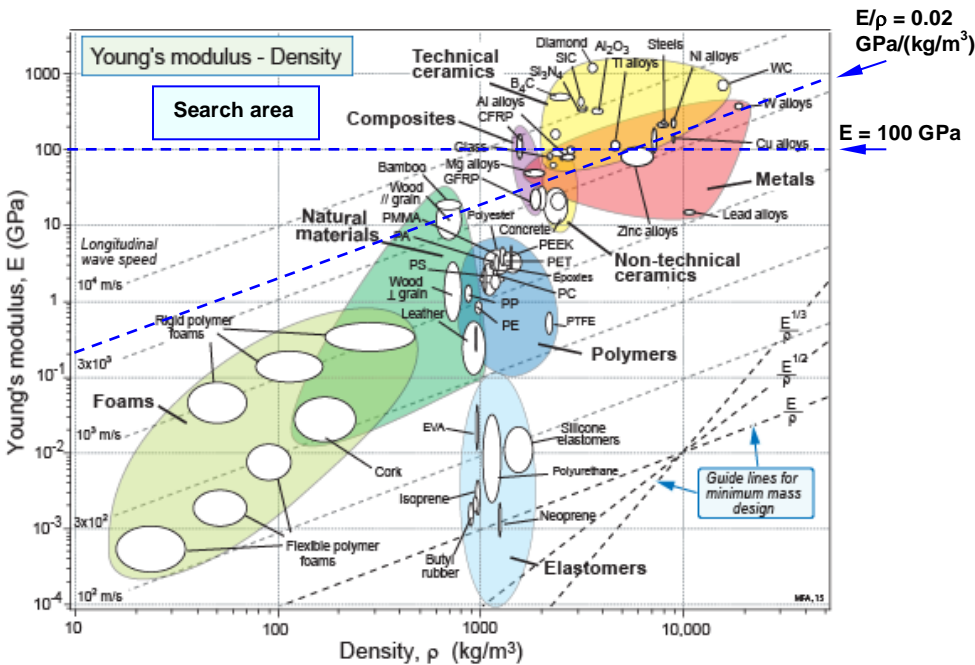 E/ρ = 0.02
GPa/(kg/m³)
Young's modulus - Density
Search area
E = 100 GPa
Technical
ceramics
Composites
Diamond
SiC
Si₃N₄
B₄C
Al₂O₃
Ti alloys
Steels
Ni alloys
WC
W alloys
Cu alloys
Metals
Lead alloys
Zinc alloys
Al alloys
CFRP
Glass
Mg alloys
GFRP
Bamboo
Wood
// grain
Natural
materials
PMMA
PA
PS
Wood
⊥ grain
Leather
Polyester
Concrete
PEEK
PET
Epoxies
PC
PP
PE
PTFE
Non-technical
ceramics
Polymers
Longitudinal
wave speed
10⁴ m/s
3x10³
10³ m/s
3x10²
10² m/s
Rigid polymer
foams
Foams
Cork
Flexible polymer
foams
EVA
Silicone
elastomers
Polyurethane
Isoprene
Neoprene
Butyl
rubber
Elastomers
E^1/3
ρ
E^1/2
ρ
E
ρ
Guide lines for
minimum mass
design
MFA, 15
Young's modulus, E (GPa)
1000
100
10
1
10⁻¹
10⁻²
10⁻³
10⁻⁴
10
100
1000
10,000
Density, ρ (kg/m³)